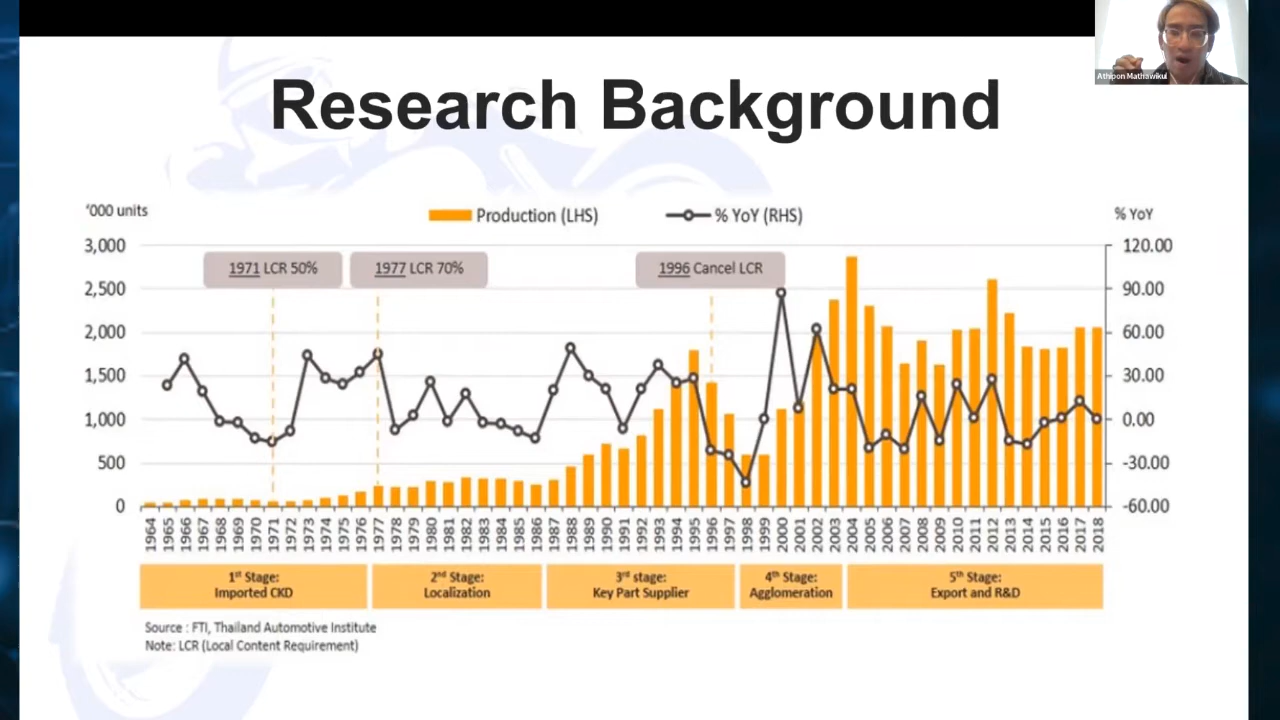 Athipon Mathawikul
Research Background
'000 units
Production (LHS)
% YoY (RHS)
% YoY
3,000
2,500
2,000
1,500
1,000
500
0
1971 LCR 50%
1977 LCR 70%
1996 Cancel LCR
120.00
90.00
60.00
30.00
0.00
-30.00
-60.00
1964 1965 1966 1967 1968 1969 1970 1971 1972 1973 1974 1975 1976 1977 1978 1979 1980 1981 1982 1983 1984 1985 1986 1987 1988 1989 1990 1991 1992 1993 1994 1995 1996 1997 1998 1999 2000 2001 2002 2003 2004 2005 2006 2007 2008 2009 2010 2011 2012 2013 2014 2015 2016 2017 2018
1st Stage:
Imported CKD
2nd Stage:
Localization
3rd stage:
Key Part Supplier
4th Stage:
Agglomeration
5th Stage:
Export and R&D
Source : FTI, Thailand Automotive Institute
Note: LCR (Local Content Requirement)